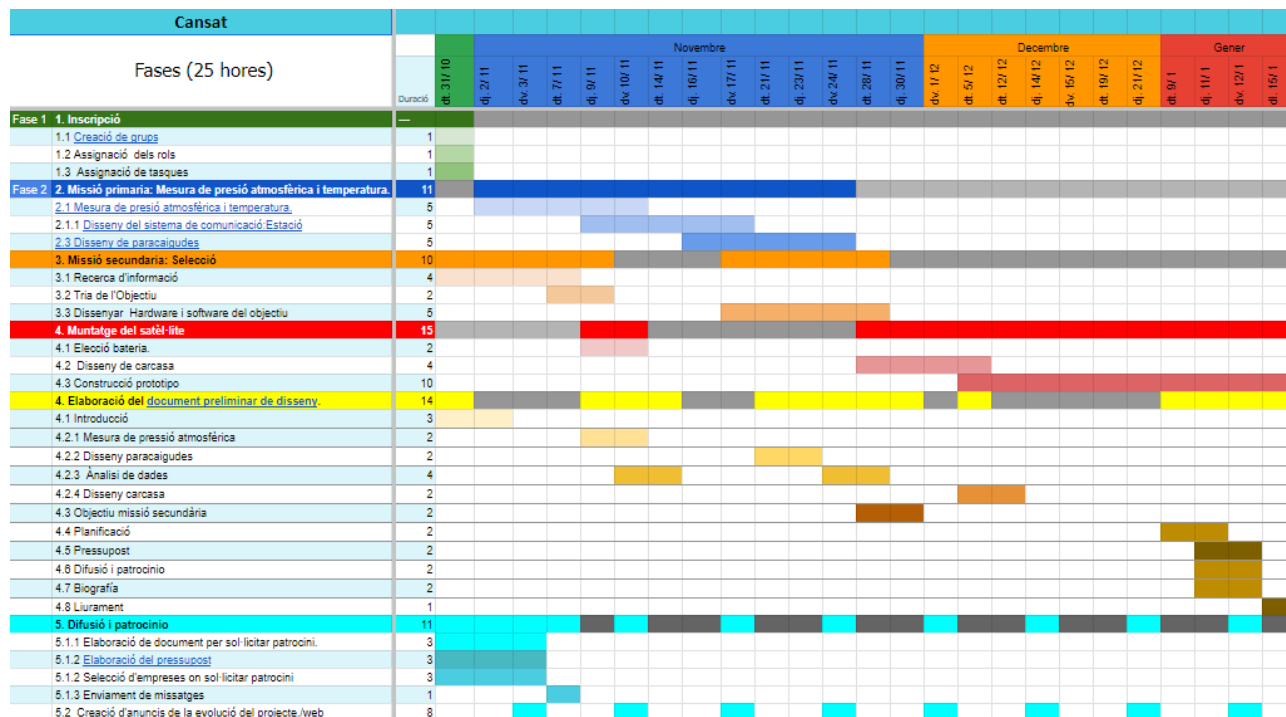 Cansat
Novembre Decembre Gener
Fases (25 hores)
Duració dt. 31/ 10 dj. 2/ 11 dv. 3/ 11 dt. 7/ 11 dj. 9/ 11 dv. 10/ 11 dt. 14/ 11 dj. 16/ 11 dv. 17/ 11 dt. 21/ 11 dj. 23/ 11 dv. 24/ 11 dt. 28/ 11 dj. 30/ 11 dv. 1/ 12 dt. 5/ 12 dt. 12/ 12 dj. 14/ 12 dv. 15/ 12 dt. 19/ 12 dj. 21/ 12 dt. 9/ 1 dj. 11/ 1 dv. 12/ 1 dl. 15/ 1
Fase 1 1. Inscripció —
1.1 Creació de grups 1
1.2 Assignació dels rols 1
1.3 Assignació de tasques 1
Fase 2 2. Missió primaria: Mesura de presió atmosfèrica i temperatura. 11
2.1 Mesura de presió atmosfèrica i temperatura. 5
2.1.1 Disseny del sistema de comunicació:Estació 5
2.3 Disseny de paracaigudes 5
3. Missió secundaria: Selecció 10
3.1 Recerca d'informació 4
3.2 Tria de l'Objectiu 2
3.3 Dissenyar Hardware i software del objectiu 5
4. Muntatge del satèl·lite 15
4.1 Elecció bateria. 2
4.2 Disseny de carcasa 4
4.3 Construcció prototipo 10
4. Elaboració del document preliminar de disseny. 14
4.1 Introducció 3
4.2.1 Mesura de pressió atmosfèrica 2
4.2.2 Disseny paracaigudes 2
4.2.3 Ànalisi de dades 4
4.2.4 Disseny carcasa 2
4.3 Objectiu missió secundària 2
4.4 Planificació 2
4.5 Pressupost 2
4.6 Difusió i patrocinio 2
4.7 Biografía 2
4.8 Lliurament 1
5. Difusió i patrocinio 11
5.1.1 Elaboració de document per sol·licitar patrocini. 3
5.1.2 Elaboració del pressupost 3
5.1.2 Selecció d'empreses on sol·licitar patrocini 3
5.1.3 Enviament de missatges 1
5.2 Creació d'anuncis de la evolució del projecte./web 8